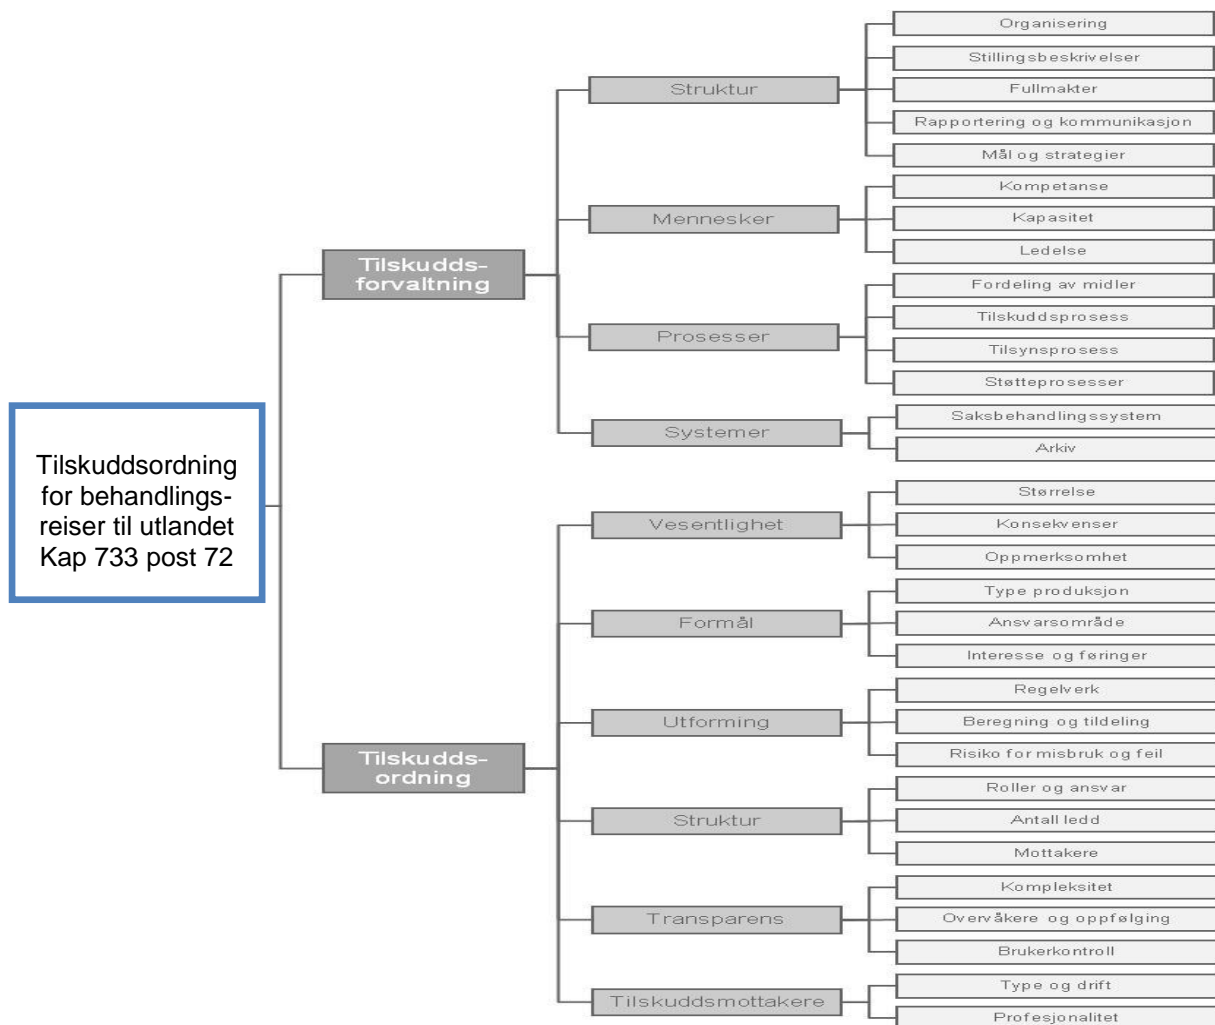 Tilskuddsordning
for behandlings-
reiser til utlandet
Kap 733 post 72
Tilskudds-
forvaltning
Struktur
Organisering
Stillingsbeskrivelser
Fullmakter
Rapportering og kommunikasjon
Mål og strategier
Mennesker
Kompetanse
Kapasitet
Ledelse
Prosesser
Fordeling av midler
Tilskuddsprosess
Tilsynsprosess
Støtteprosesser
Systemer
Saksbehandlingssystem
Arkiv
Tilskudds-
ordning
Vesentlighet
Størrelse
Konsekvenser
Oppmerksomhet
Formål
Type produksjon
Ansvarsområde
Interesse og føringer
Utforming
Regelverk
Beregning og tildeling
Risiko for misbruk og feil
Struktur
Roller og ansvar
Antall ledd
Mottakere
Transparens
Kompleksitet
Overvåkere og oppfølging
Brukerkontroll
Tilskuddsmottakere
Type og drift
Profesjonalitet